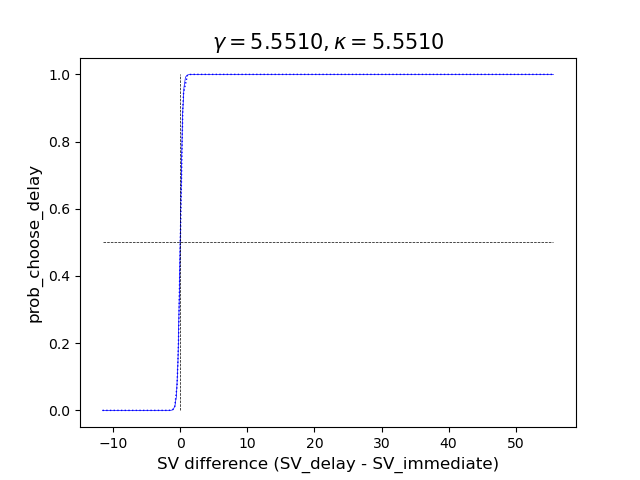 γ = 5.5510, κ = 5.5510
1.0
0.8
0.6
0.4
0.2
0.0
prob_choose_delay
−10 0 10 20 30 40 50
SV difference (SV_delay - SV_immediate)